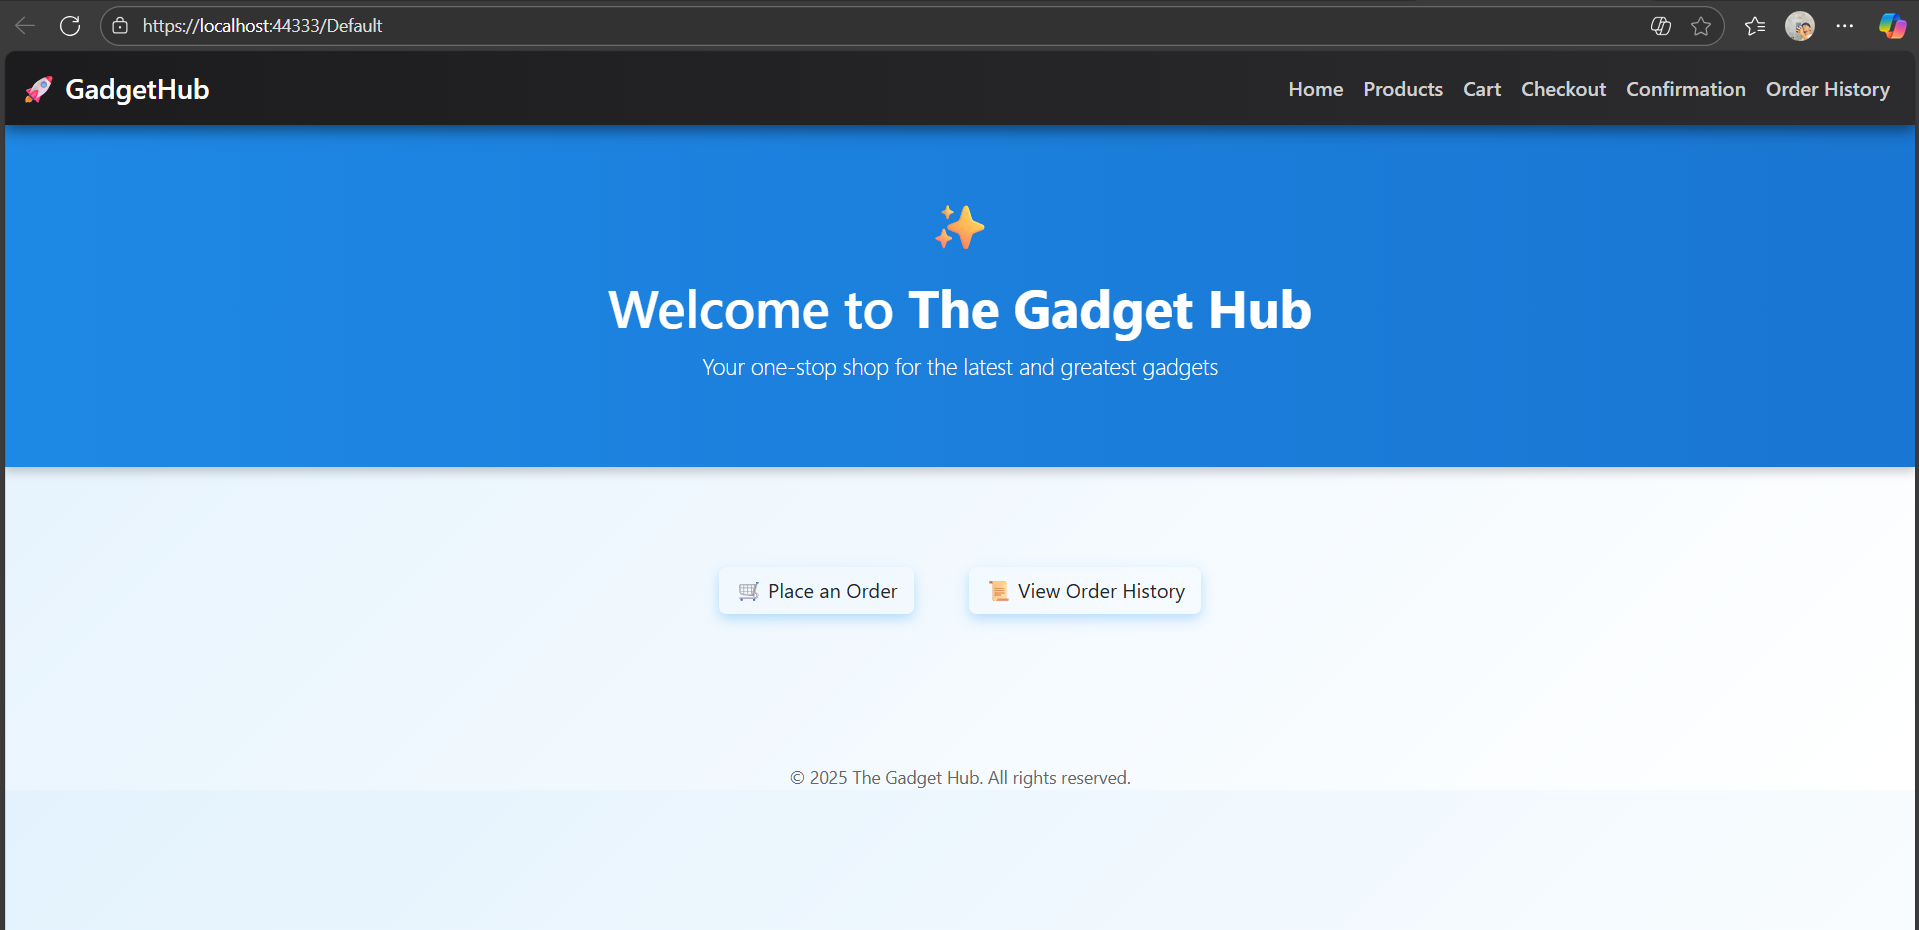 https://localhost:44333/Default
🚀 GadgetHub
Home Products Cart Checkout Confirmation Order History
Welcome to The Gadget Hub
Your one-stop shop for the latest and greatest gadgets
🛒 Place an Order
📜 View Order History
© 2025 The Gadget Hub. All rights reserved.